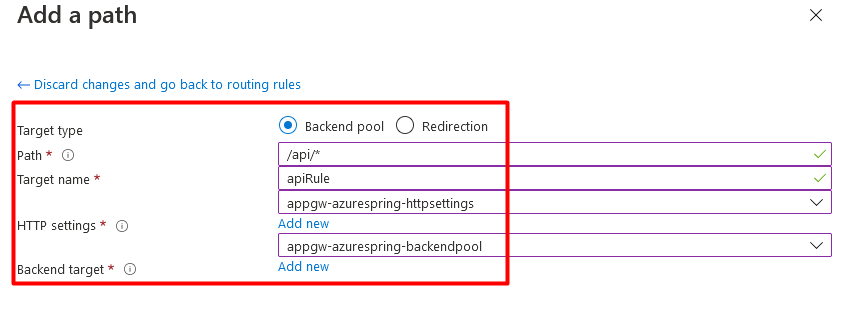 Add a path
← Discard changes and go back to routing rules
Target type
Backend pool
Redirection
Path *
/api/*
Target name *
apiRule
appgw-azurespring-httpsettings
HTTP settings *
Add new
appgw-azurespring-backendpool
Backend target *
Add new